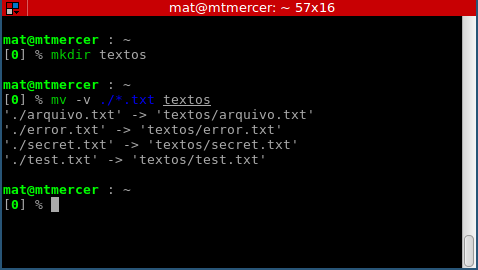 mat@mtmercer: ~ 57x16
mat@mtmercer : ~
[0] % mkdir textos
mat@mtmercer : ~
[0] % mv -v ./*.txt textos
'./arquivo.txt' -> 'textos/arquivo.txt'
'./error.txt' -> 'textos/error.txt'
'./secret.txt' -> 'textos/secret.txt'
'./test.txt' -> 'textos/test.txt'
mat@mtmercer : ~
[0] %